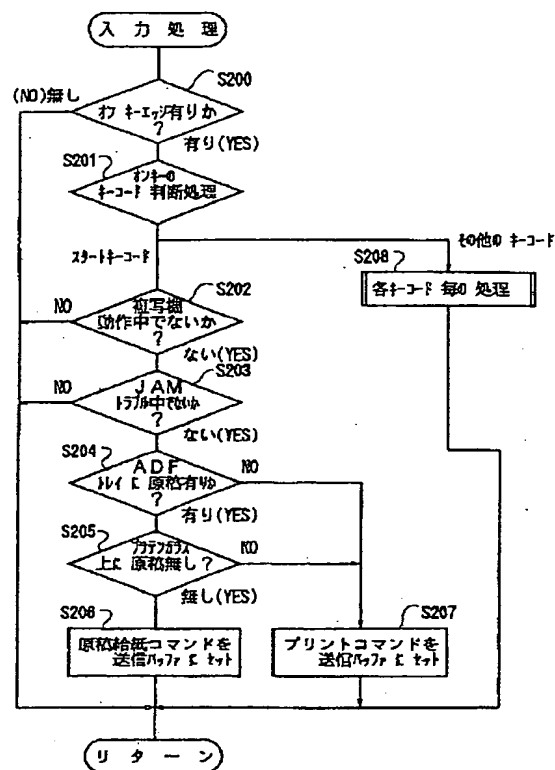 入力処理
S200
(NO)無し
オン キーエッジ有りか
?
有り(YES)
S201
オンキーの
キーコード 判断処理
スタートキーコード
その他の キーコード
S208
各キーコード 毎の 処理
S202
複写機
動作中でないか
?
NO
ない(YES)
S203
JAM
トラブル中でないか
?
NO
ない(YES)
S204
ADF
トレイに 原稿有りか
?
NO
有り(YES)
S205
プラテンガラス
上に 原稿無し?
NO
無し(YES)
S206
原稿給紙コマンドを
送信バッファ に セット
S207
プリントコマンドを
送信バッファ に セット
リターン